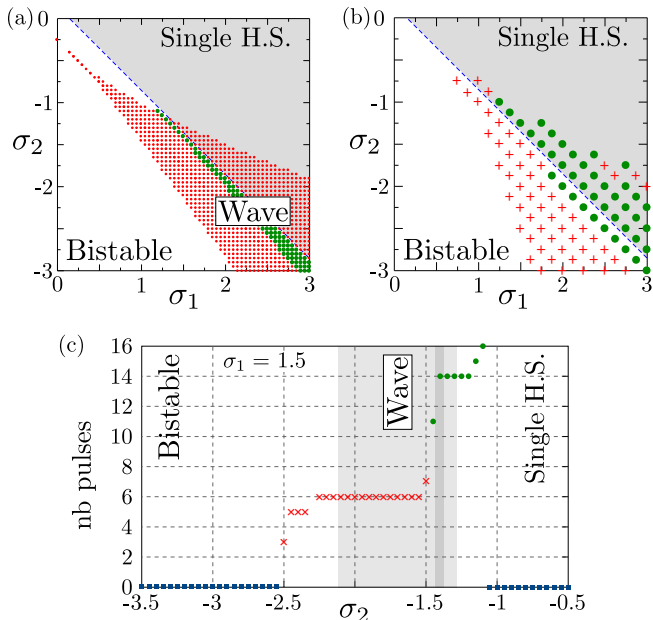 (a)
Single H.S.
Wave
Bistable
0
-1
-2
-3
σ2
0
1
2
3
σ1
(b)
Single H.S.
Bistable
0
-1
-2
-3
σ2
0
1
2
3
σ1
(c)
σ1 = 1.5
Bistable
Wave
Single H.S.
nb pulses
16
14
12
10
8
6
4
2
0
-3.5
-3
-2.5
-2
-1.5
-1
-0.5
σ2